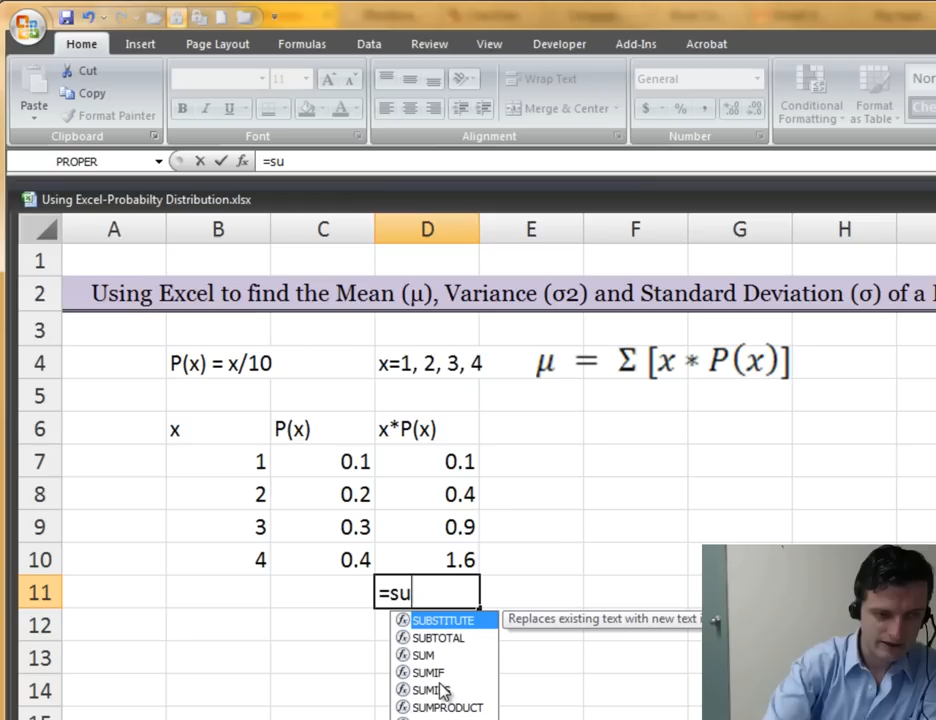 Home Insert Page Layout Formulas Data Review View Developer Add-Ins Acrobat
Cut
Copy
Paste
Format Painter
Clipboard
11 A A
B I U A
Font
Wrap Text
Merge & Center
Alignment
General
$ % ,
Number
Conditional Formatting
Format as Table
PROPER fx =su
Using Excel-Probabilty Distribution.xlsx
A B C D E F G H
1
2 Using Excel to find the Mean (μ), Variance (σ2) and Standard Deviation (σ) of a
3
4 P(x) = x/10 x=1, 2, 3, 4 μ = Σ [x * P(x)]
5
6 x P(x) x*P(x)
7 1 0.1 0.1
8 2 0.2 0.4
9 3 0.3 0.9
10 4 0.4 1.6
11 =su
12 SUBSTITUTE Replaces existing text with new text
SUBTOTAL
13 SUM
SUMIF
14 SUMIFS
SUMPRODUCT